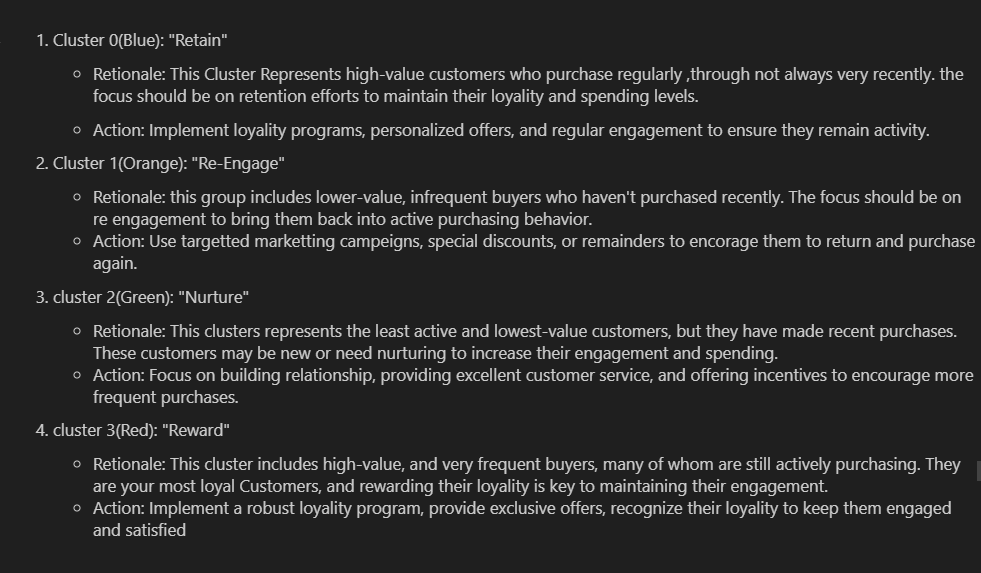 1. Cluster 0(Blue): "Retain"
Retionale: This Cluster Represents high-value customers who purchase regularly ,through not always very recently. the
focus should be on retention efforts to maintain their loyality and spending levels.
Action: Implement loyality programs, personalized offers, and regular engagement to ensure they remain activity.
2. Cluster 1(Orange): "Re-Engage"
Retionale: this group includes lower-value, infrequent buyers who haven't purchased recently. The focus should be on
re engagement to bring them back into active purchasing behavior.
Action: Use targetted marketting campaigns, special discounts, or remainders to encorage them to return and purchase
again.
3. cluster 2(Green): "Nurture"
Retionale: This clusters represents the least active and lowest-value customers, but they have made recent purchases.
These customers may be new or need nurturing to increase their engagement and spending.
Action: Focus on building relationship, providing excellent customer service, and offering incentives to encourage more
frequent purchases.
4. cluster 3(Red): "Reward"
Retionale: This cluster includes high-value, and very frequent buyers, many of whom are still actively purchasing. They
are your most loyal Customers, and rewarding their loyality is key to maintaining their engagement.
Action: Implement a robust loyality program, provide exclusive offers, recognize their loyality to keep them engaged
and satisfied